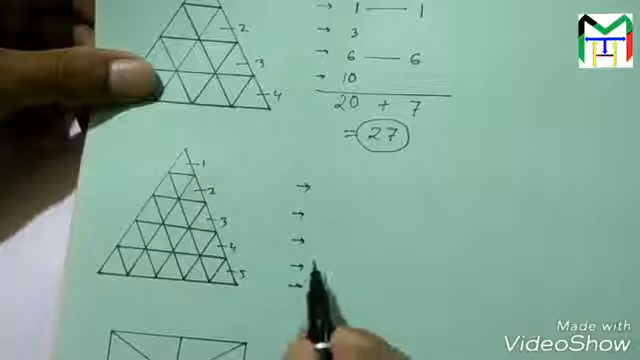 → 1 — 1
2
→ 3
3
→ 6 — 6
4
→ 10
20 + 7
= 27
1
→
2
→
3
→
4
→
5
→
MTH
Made with
VideoShow